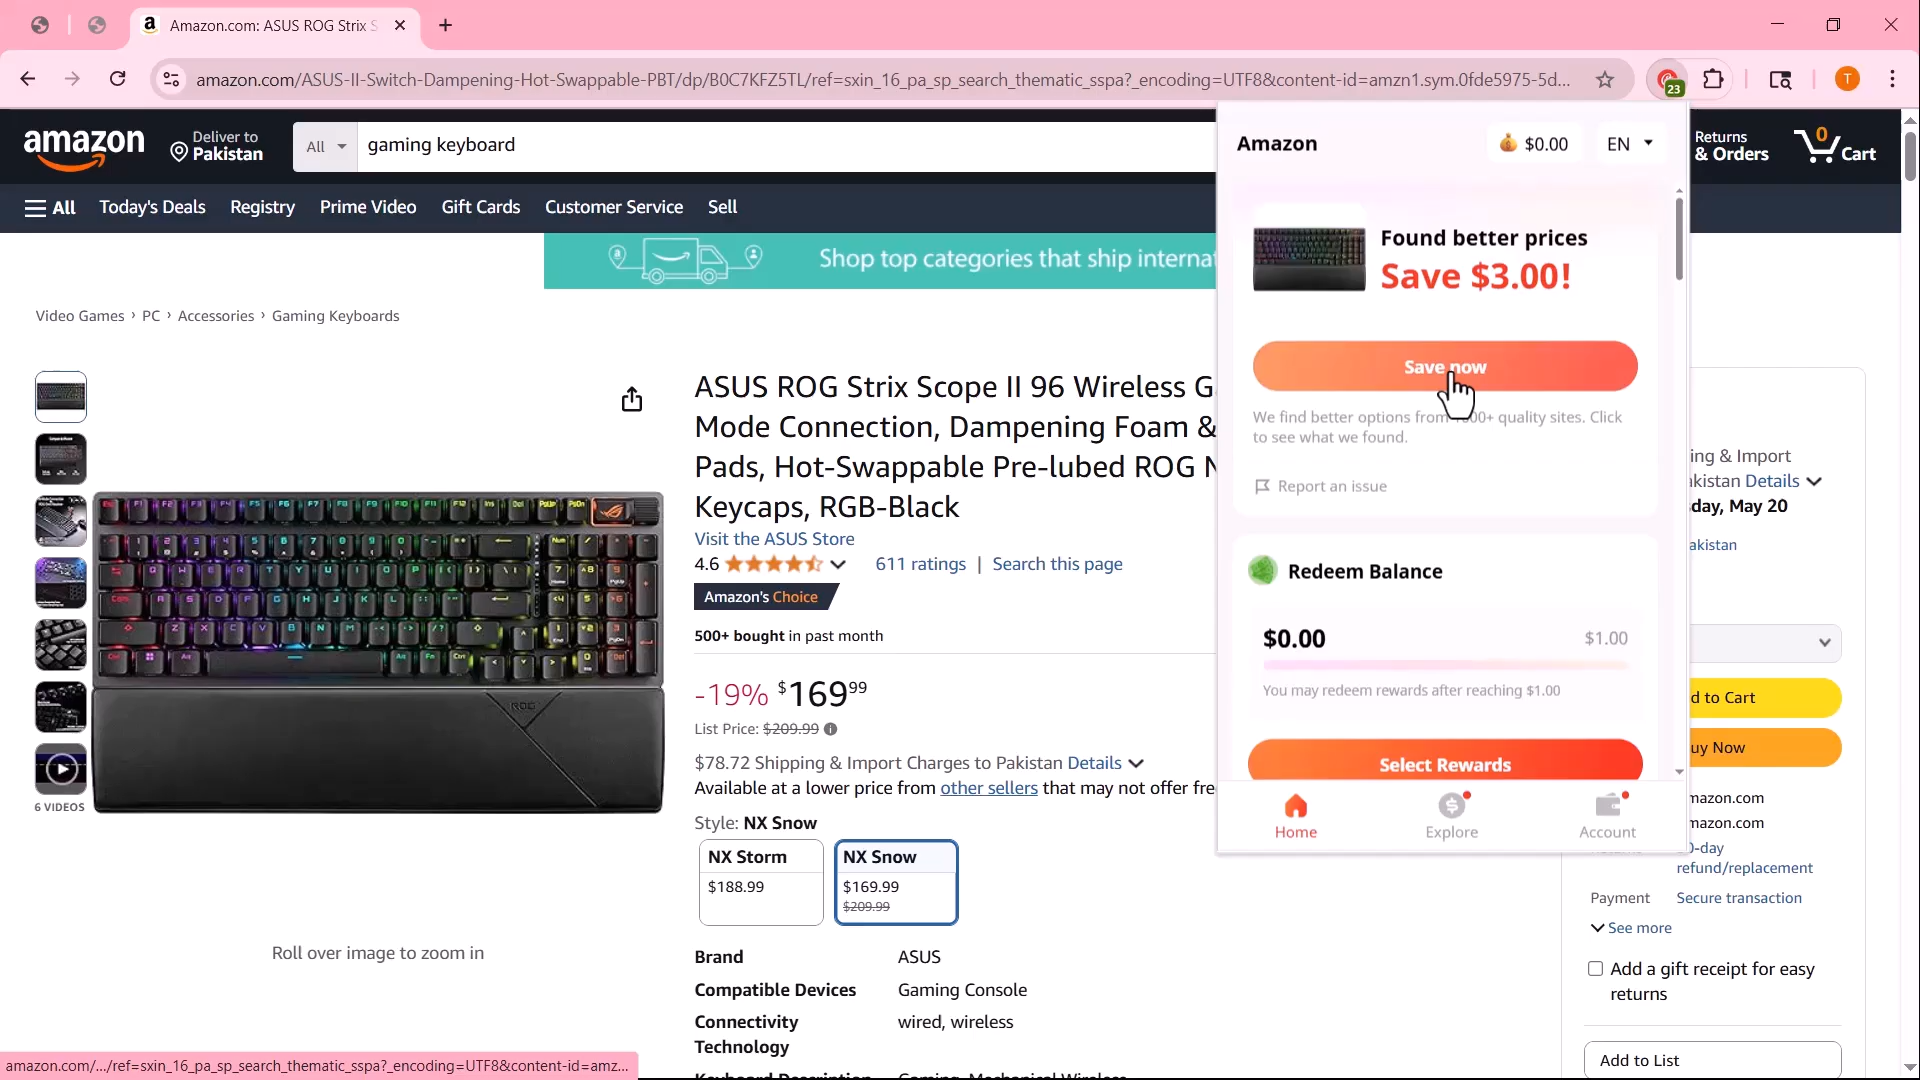 Amazon.com: ASUS ROG Strix S
amazon.com/ASUS-II-Switch-Dampening-Hot-Swappable-PBT/dp/B0C7KFZ5TL/ref=sxin_16_pa_sp_search_thematic_sspa?_encoding=UTF8&content-id=amzn1.sym.0fde5975-5d...
23
T
amazon
Deliver to
Pakistan
All
gaming keyboard
Returns
& Orders
0
Cart
All
Today's Deals
Registry
Prime Video
Gift Cards
Customer Service
Sell
Shop top categories that ship internat
Video Games › PC › Accessories › Gaming Keyboards
6 VIDEOS
Roll over image to zoom in
ASUS ROG Strix Scope II 96 Wireless G
Mode Connection, Dampening Foam &
Pads, Hot-Swappable Pre-lubed ROG N
Keycaps, RGB-Black
Visit the ASUS Store
4.6
611 ratings | Search this page
Amazon's Choice
500+ bought in past month
-19% $169 99
List Price: $209.99
$78.72 Shipping & Import Charges to Pakistan Details
Available at a lower price from other sellers that may not offer fre
Style: NX Snow
NX Storm
$188.99
NX Snow
$169.99
$209.99
Brand ASUS
Compatible Devices Gaming Console
Connectivity wired, wireless
Technology
Amazon
$0.00
EN
Found better prices
Save $3.00!
Save now
We find better options from 00+ quality sites. Click
to see what we found.
Report an issue
Redeem Balance
$0.00
$1.00
You may redeem rewards after reaching $1.00
Select Rewards
Home
Explore
Account
ing & Import
akistan Details
day, May 20
akistan
d to Cart
uy Now
mazon.com
mazon.com
0-day
refund/replacement
Payment Secure transaction
See more
Add a gift receipt for easy
returns
Add to List
amazon.com/.../ref=sxin_16_pa_sp_search_thematic_sspa?_encoding=UTF8&content-id=amz...